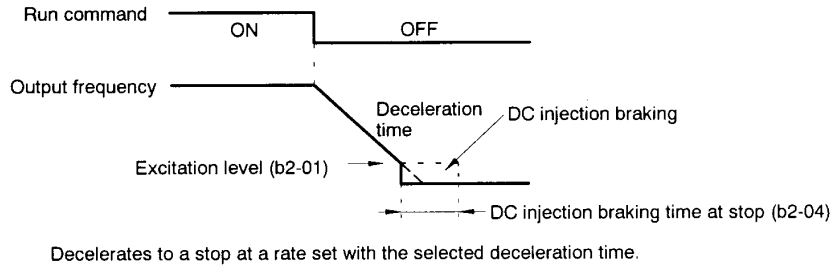 Run command
ON
OFF
Output frequency
Deceleration
time
DC injection braking
Excitation level (b2-01)
DC injection braking time at stop (b2-04)
Decelerates to a stop at a rate set with the selected deceleration time.